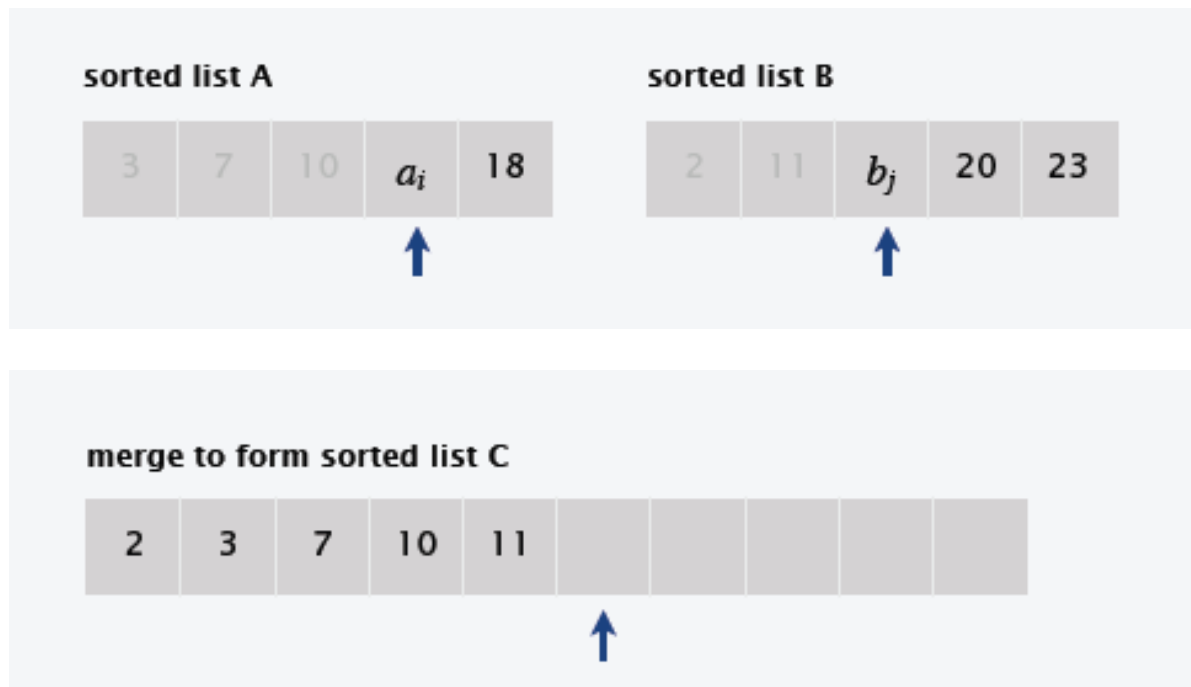 sorted list A sorted list B
3 7 10 aᵢ 18 2 11 bⱼ 20 23
merge to form sorted list C
2 3 7 10 11